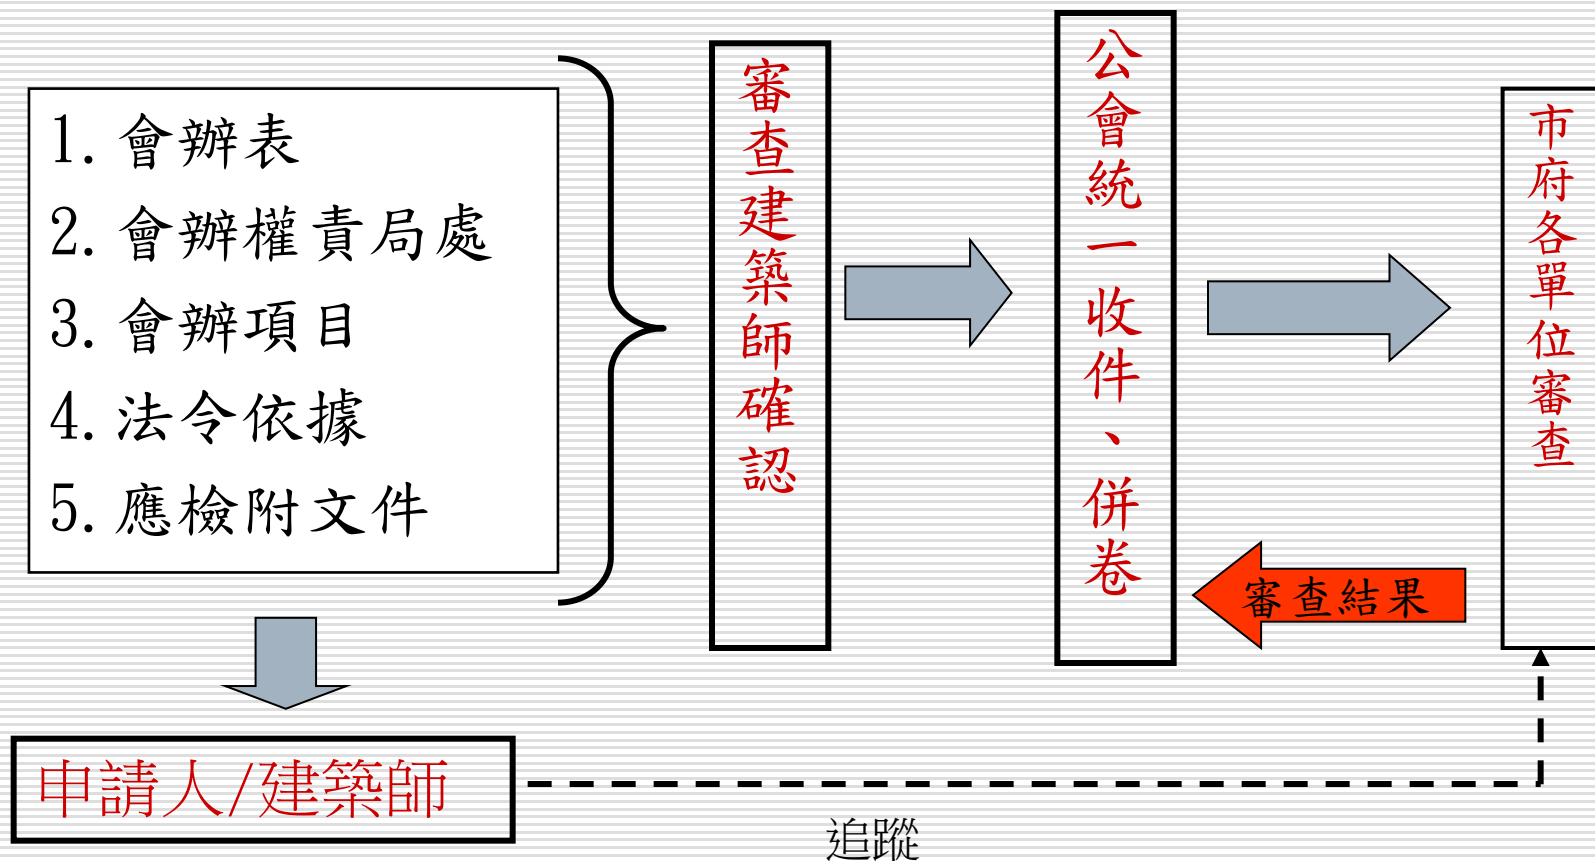 1. 會辦表
2. 會辦權責局處
3. 會辦項目
4. 法令依據
5. 應檢附文件
審查建築師確認
公會統一收件、併卷
市府各單位審查
審查結果
申請人/建築師
追蹤